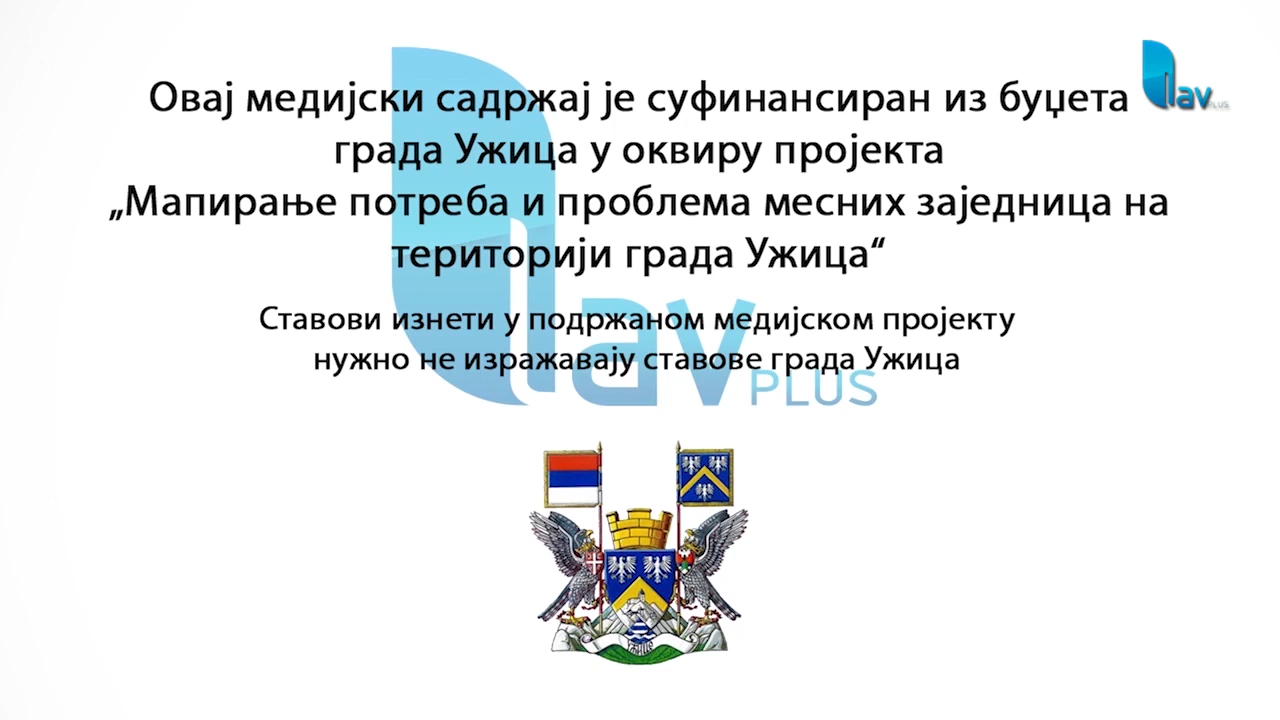 Овај медијски садржај је суфинансиран из буџета
града Ужица у оквиру пројекта
„Мапирање потреба и проблема месних заједница на
територији града Ужица“
Ставови изнети у подржаном медијском пројекту
нужно не изражавају ставове града Ужица
lav PLUS
lav PLUS